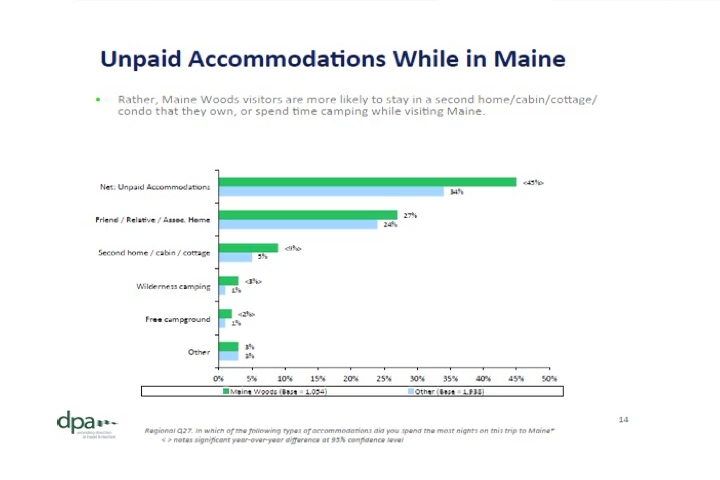 Unpaid Accommodations While in Maine
• Rather, Maine Woods visitors are more likely to stay in a second home/cabin/cottage/
condo that they own, or spend time camping while visiting Maine.
Net: Unpaid Accommodations
<45%>
34%
Friend / Relative / Assoc. Home
27%
24%
Second home / cabin / cottage
<9%>
5%
Wilderness camping
<3%>
1%
Free campground
<2%>
1%
Other
3%
3%
0% 5% 10% 15% 20% 25% 30% 35% 40% 45% 50%
Maine Woods (Base = 1,054) Other (Base = 1,938)
dpa
14
Regional Q27. In which of the following types of accommodations did you spend the most nights on this trip to Maine?
< > notes significant year-over-year difference at 95% confidence level